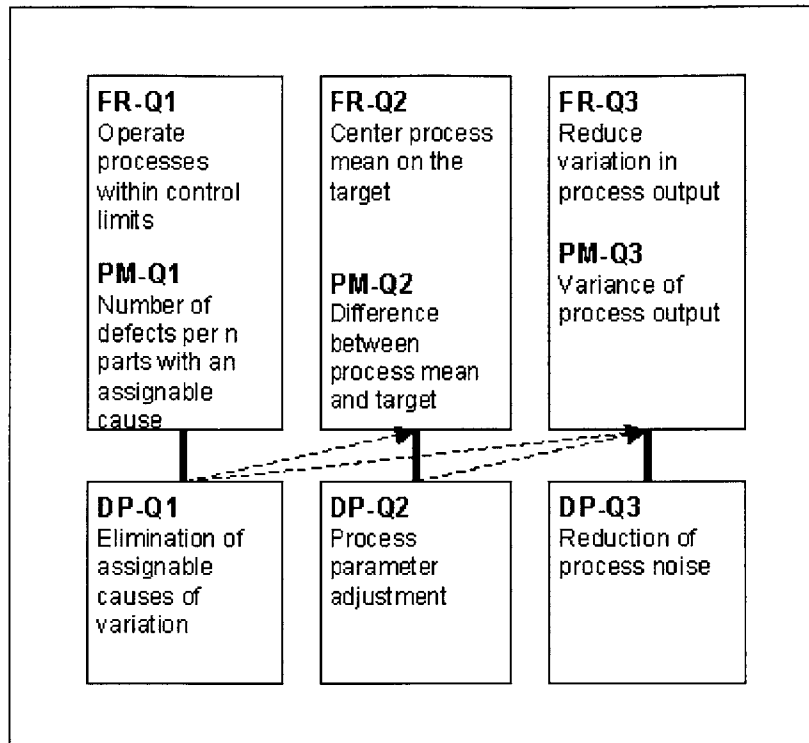 FR-Q1
Operate
processes
within control
limits
PM-Q1
Number of
defects per n
parts with an
assignable
cause
FR-Q2
Center process
mean on the
target
PM-Q2
Difference
between
process mean
and target
FR-Q3
Reduce
variation in
process output
PM-Q3
Variance of
process output
DP-Q1
Elimination of
assignable
causes of
variation
DP-Q2
Process
parameter
adjustment
DP-Q3
Reduction of
process noise